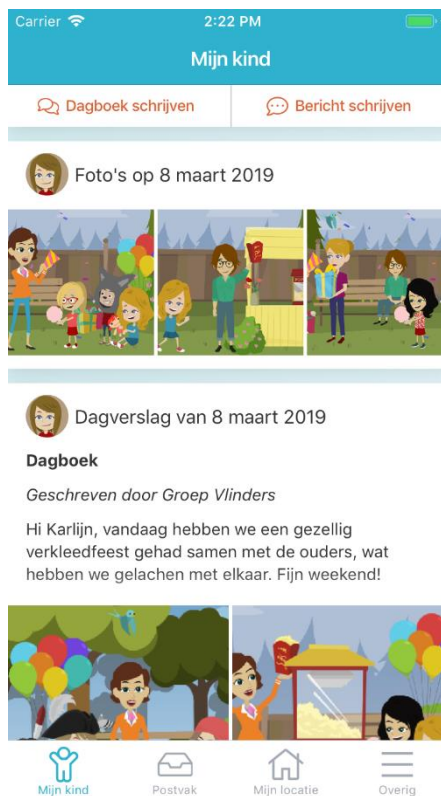 Carrier 2:22 PM
Mijn kind
Dagboek schrijven
Bericht schrijven
Foto's op 8 maart 2019
Dagverslag van 8 maart 2019
Dagboek
Geschreven door Groep Vlinders
Hi Karlijn, vandaag hebben we een gezellig
verkleedfeest gehad samen met de ouders, wat
hebben we gelachen met elkaar. Fijn weekend!
Mijn kind
Postvak
Mijn locatie
Overig